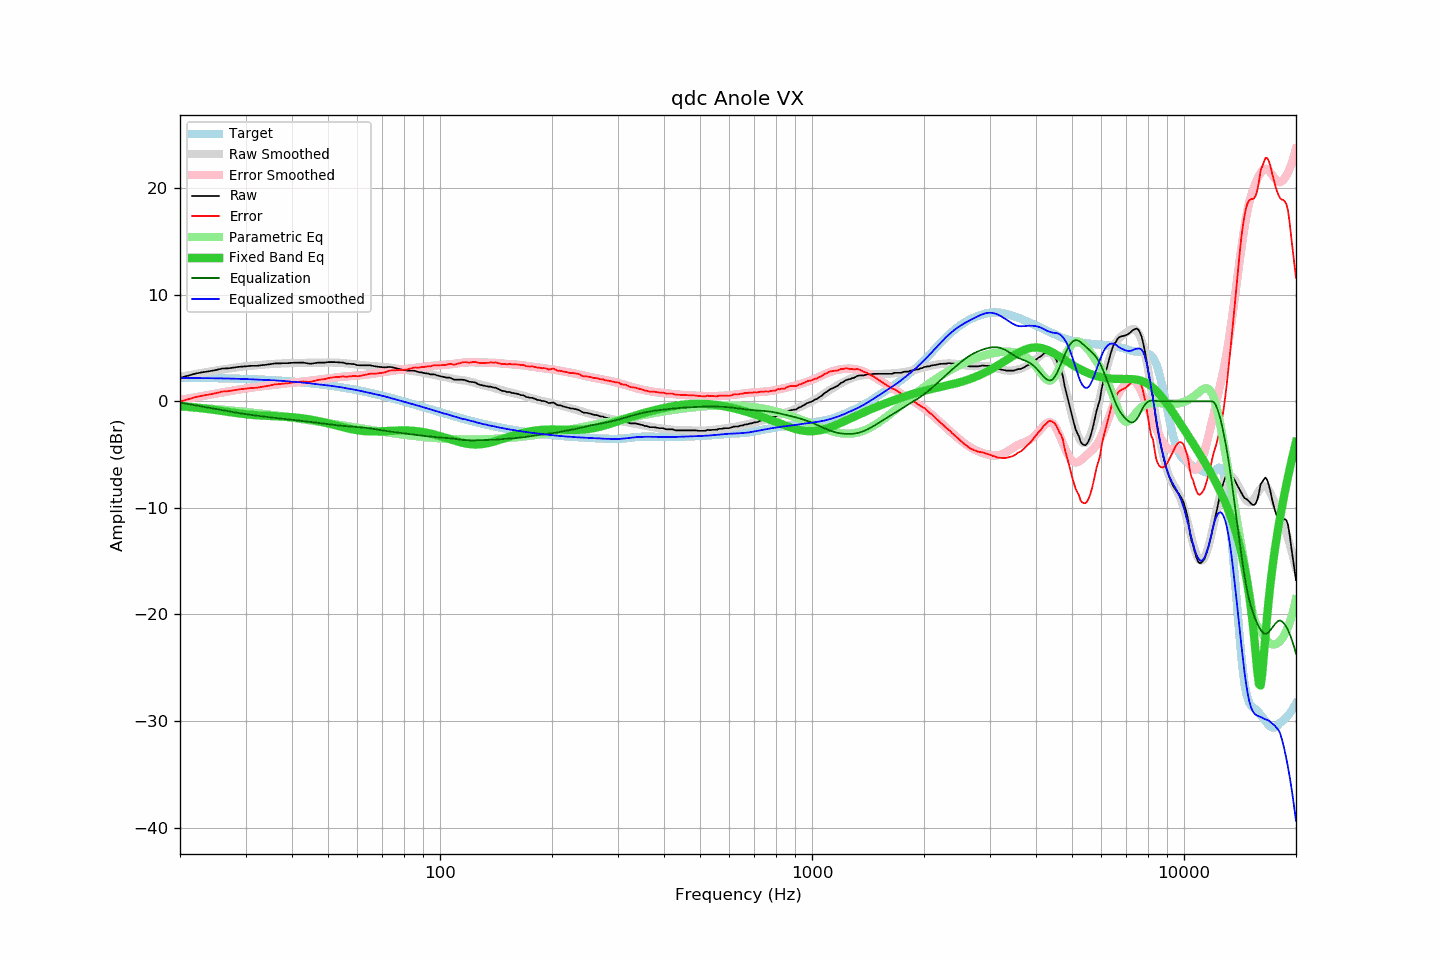 qdc Anole VX
Target
Raw Smoothed
Error Smoothed
Raw
Error
Parametric Eq
Fixed Band Eq
Equalization
Equalized smoothed
Amplitude (dBr)
20
10
0
−10
−20
−30
−40
100
1000
10000
Frequency (Hz)